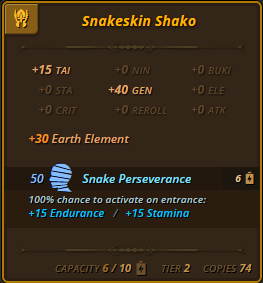 Snakeskin Shako
+15 TAI +0 NIN +0 BUKI
+0 STA +40 GEN +0 ELE
+0 CRIT +0 REROLL +0 ATK
+30 Earth Element
50 Snake Perseverance 6
100% chance to activate on entrance:
+15 Endurance / +15 Stamina
CAPACITY 6 / 10 TIER 2 COPIES 74